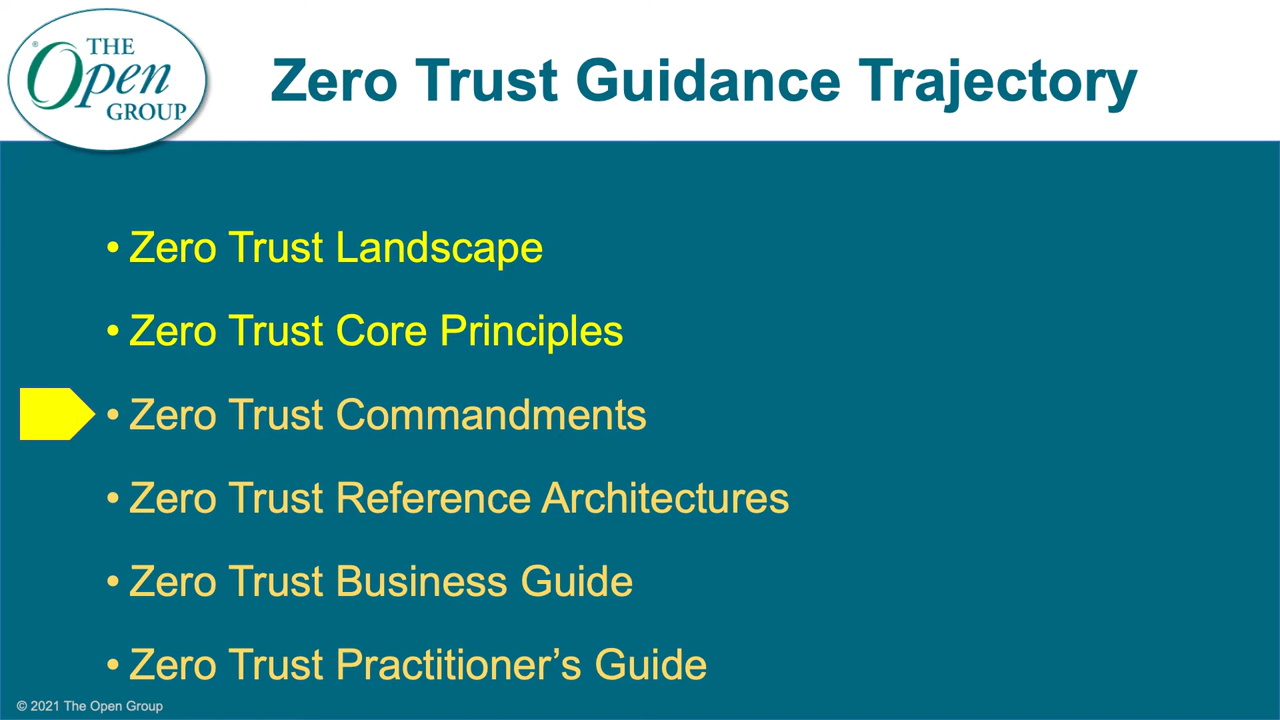 ®
THE
Open
GROUP
Zero Trust Guidance Trajectory
• Zero Trust Landscape
• Zero Trust Core Principles
• Zero Trust Commandments
• Zero Trust Reference Architectures
• Zero Trust Business Guide
• Zero Trust Practitioner’s Guide
© 2021 The Open Group